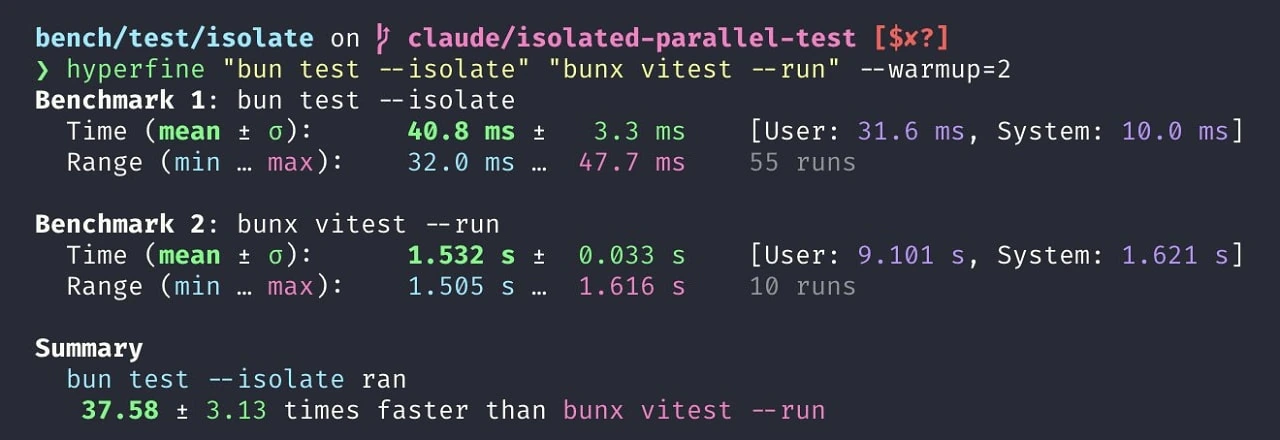 bench/test/isolate on claude/isolated-parallel-test [$✘?]
❯ hyperfine "bun test --isolate" "bunx vitest --run" --warmup=2
Benchmark 1: bun test --isolate
  Time (mean ± σ):      40.8 ms ±   3.3 ms    [User: 31.6 ms, System: 10.0 ms]
  Range (min … max):    32.0 ms …  47.7 ms    55 runs

Benchmark 2: bunx vitest --run
  Time (mean ± σ):      1.532 s ±  0.033 s    [User: 9.101 s, System: 1.621 s]
  Range (min … max):    1.505 s …  1.616 s    10 runs

Summary
  bun test --isolate ran
   37.58 ± 3.13 times faster than bunx vitest --run